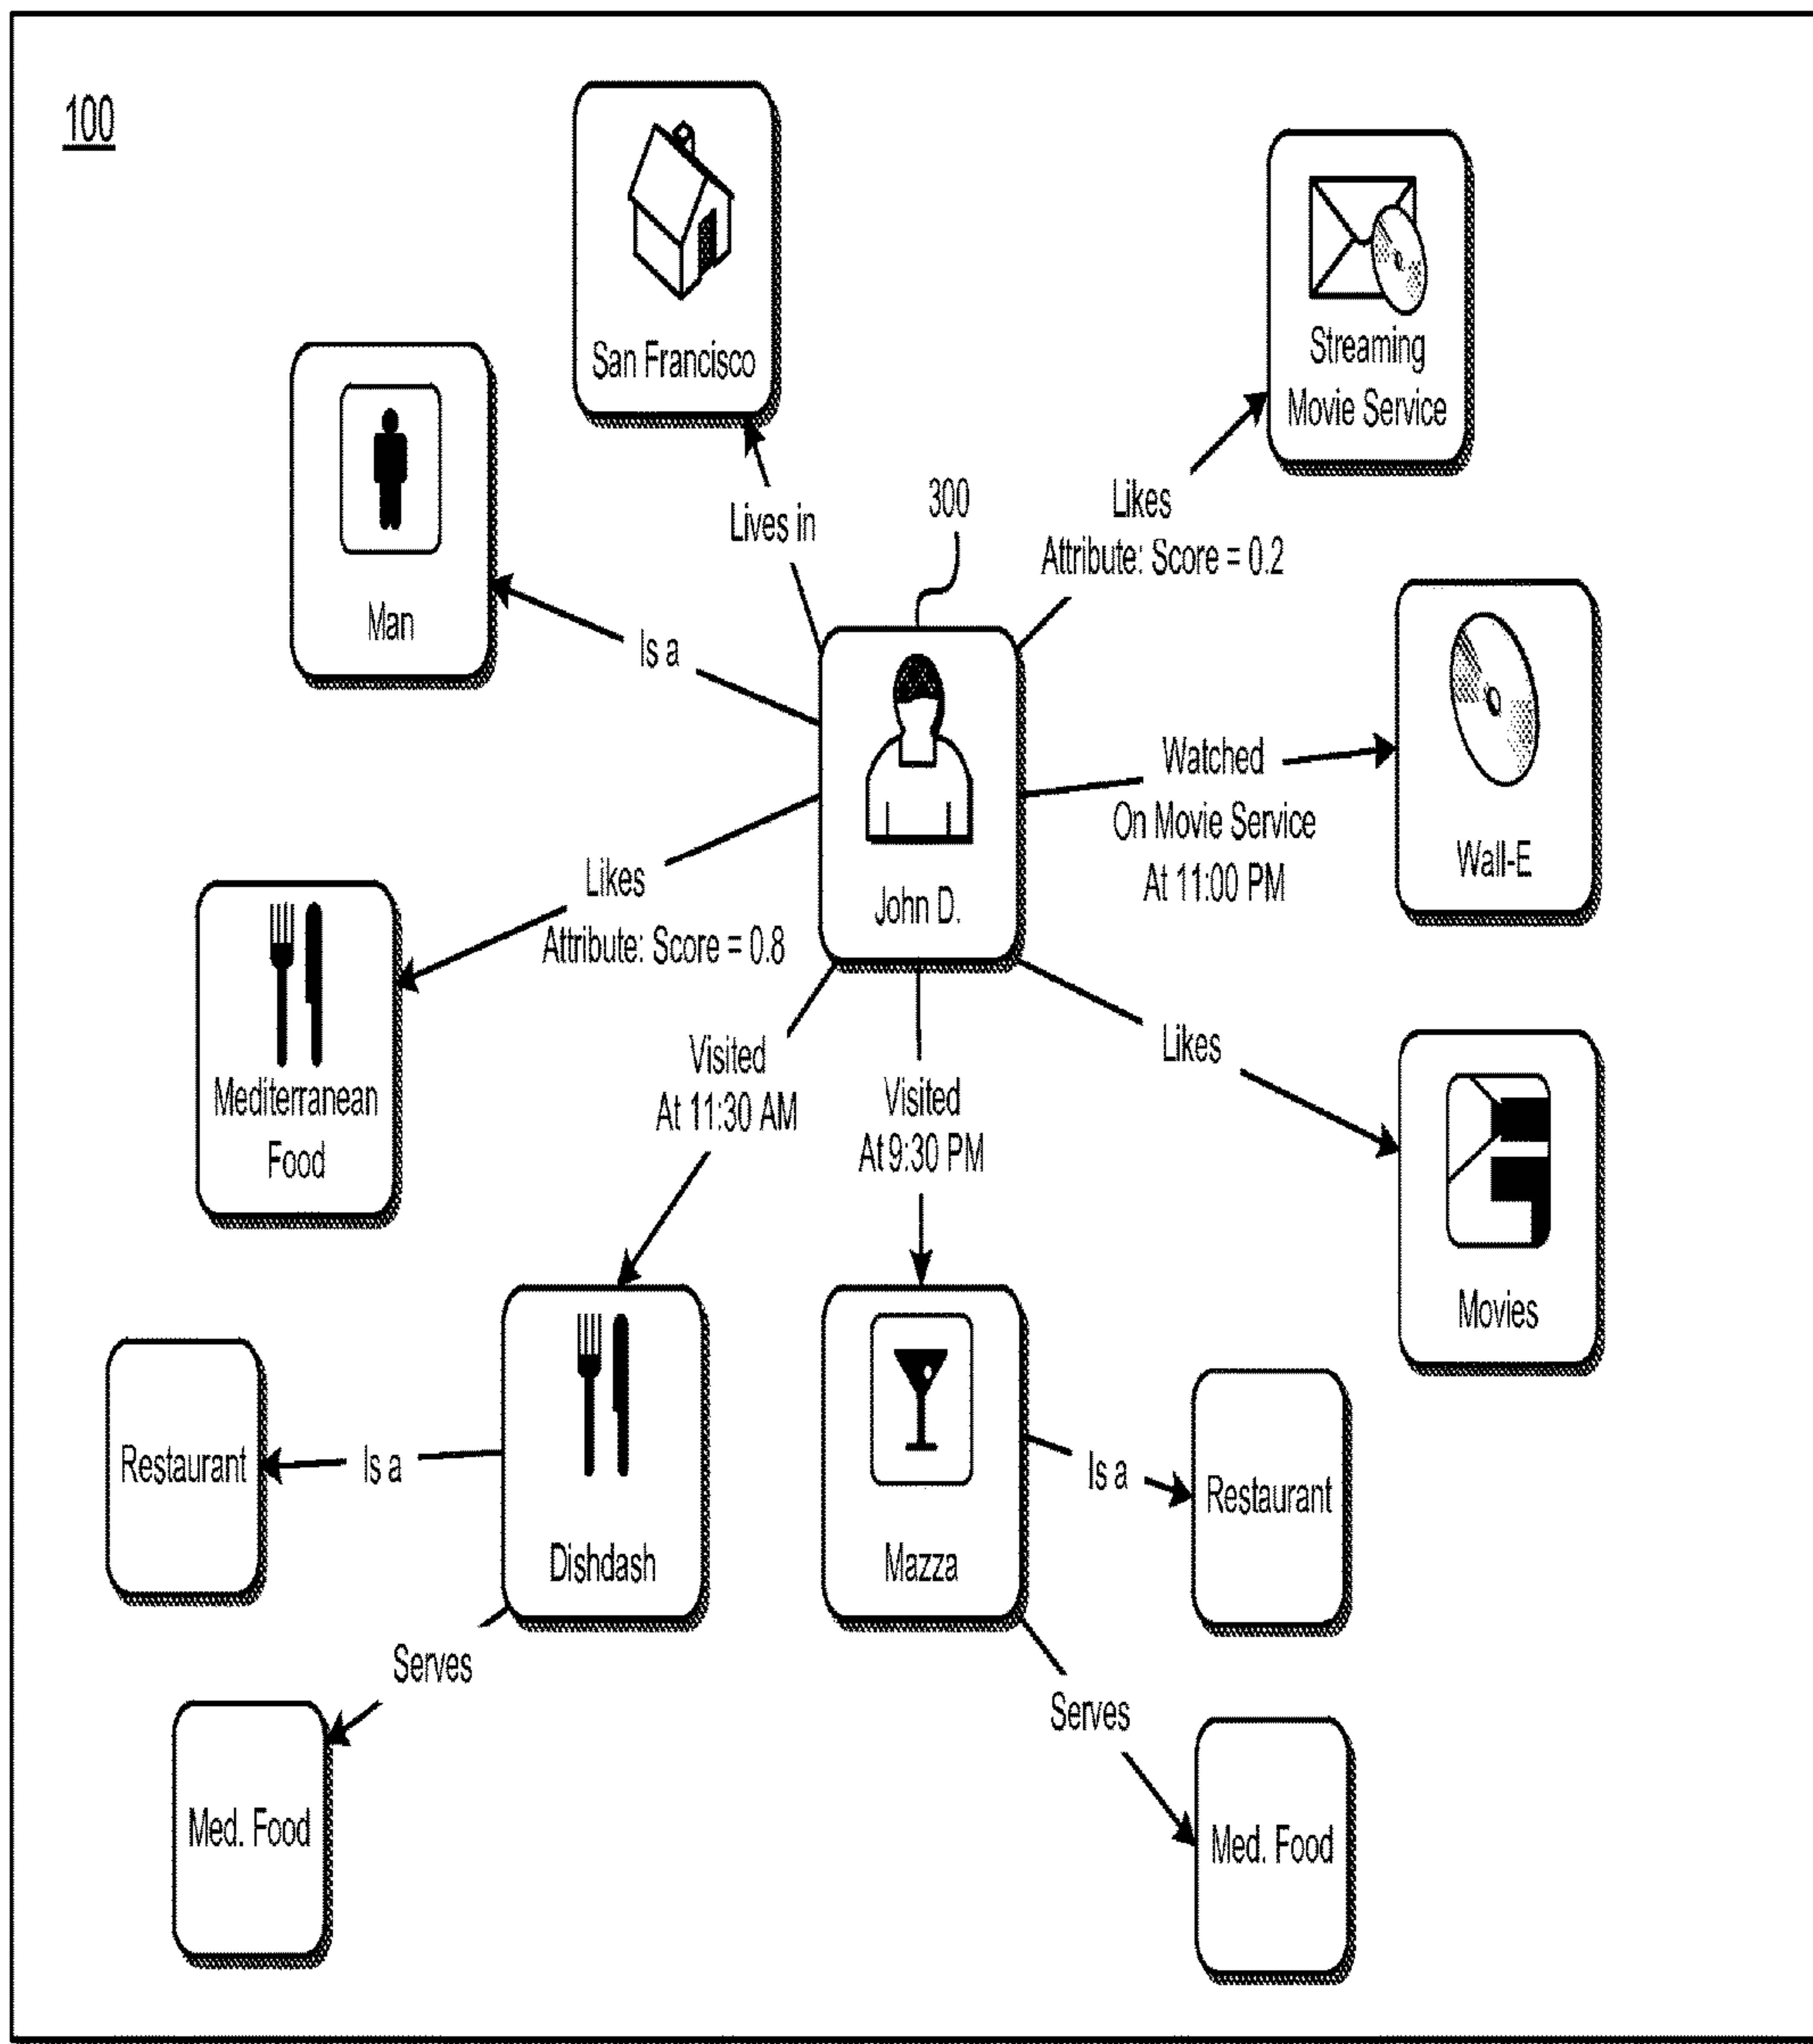 100
San Francisco
Streaming
Movie Service
Man
Lives in
300
Likes
Attribute: Score = 0.2
Is a
Watched
On Movie Service
At 11:00 PM
Wall-E
John D.
Likes
Attribute: Score = 0.8
Mediterranean
Food
Visited
At 11:30 AM
Visited
At 9:30 PM
Likes
Movies
Restaurant
Is a
Dishdash
Mazza
Is a
Restaurant
Serves
Med. Food
Serves
Med. Food